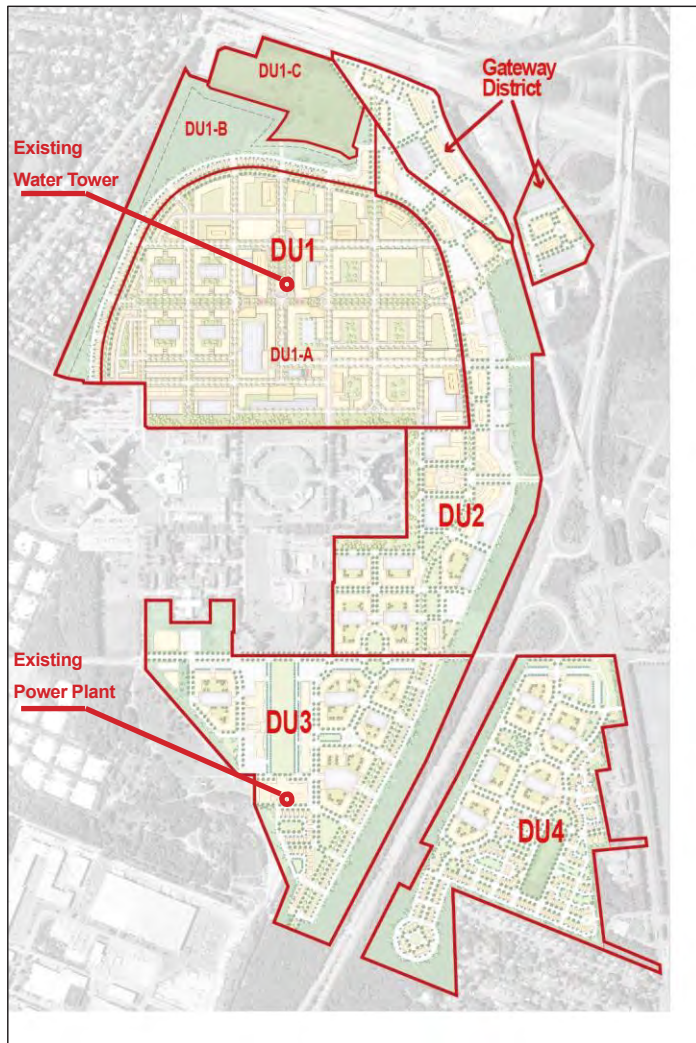 DU1-C
Gateway
District
DU1-B
Existing
Water Tower
DU1
DU1-A
DU2
Existing
Power Plant
DU3
DU4